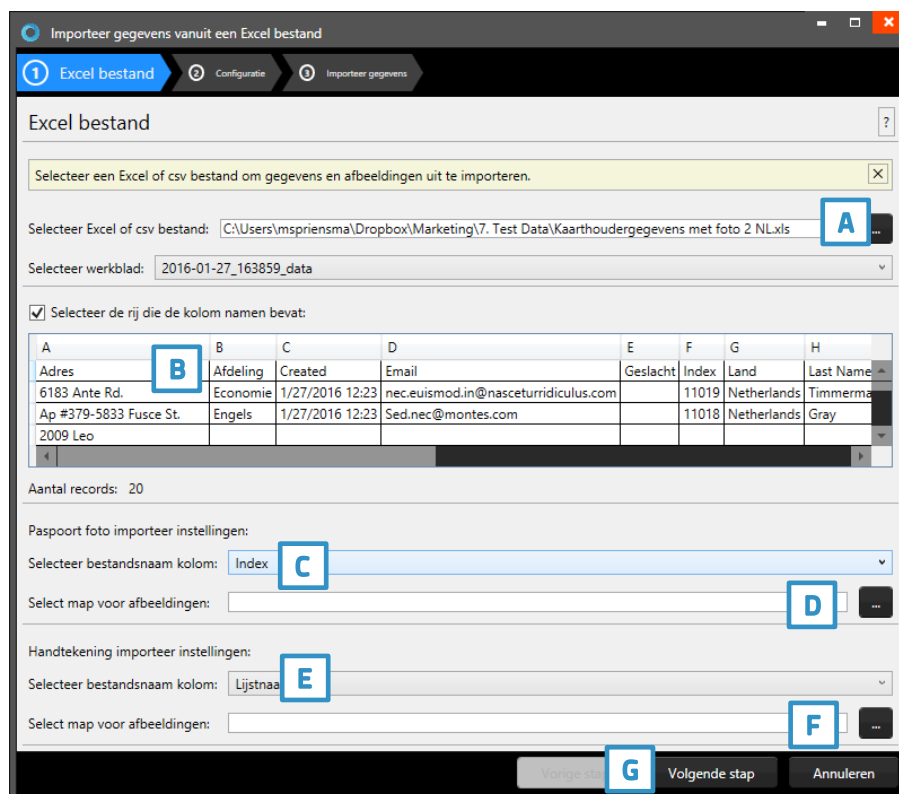 Importeer gegevens vanuit een Excel bestand
1 Excel bestand 2 Configuratie 3 Importeer gegevens
Excel bestand ?
Selecteer een Excel of csv bestand om gegevens en afbeeldingen uit te importeren.
Selecteer Excel of csv bestand: C:\Users\mspriensma\Dropbox\Marketing\7. Test Data\Kaarthoudergegevens met foto 2 NL.xls A ...
Selecteer werkblad: 2016-01-27_163859_data
Selecteer de rij die de kolom namen bevat:
A B C D E F G H
Adres B Afdeling Created Email Geslacht Index Land Last Name
6183 Ante Rd. Economie 1/27/2016 12:23 nec.euismod.in@nasceturridiculus.com 11019 Netherlands Timmerma
Ap #379-5833 Fusce St. Engels 1/27/2016 12:23 Sed.nec@montes.com 11018 Netherlands Gray
2009 Leo
Aantal records: 20
Paspoort foto importeer instellingen:
Selecteer bestandsnaam kolom: Index C
Select map voor afbeeldingen: D ...
Handtekening importeer instellingen:
Selecteer bestandsnaam kolom: Lijstnaa E
Select map voor afbeeldingen: F ...
Vorige sta G Volgende stap Annuleren